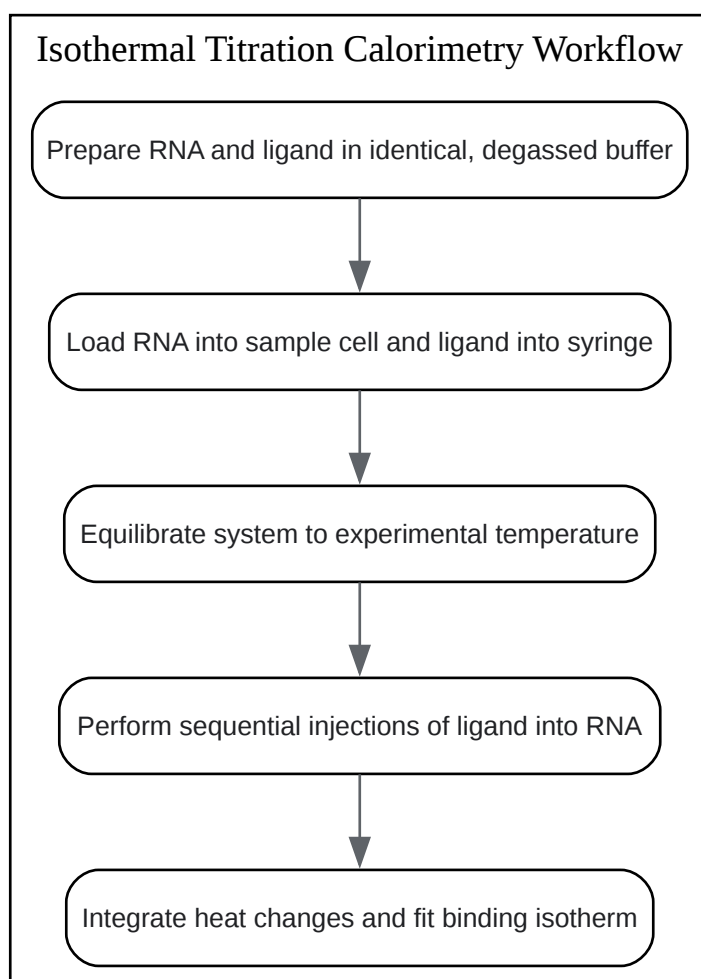 Isothermal Titration Calorimetry Workflow
Prepare RNA and ligand in identical, degassed buffer
Load RNA into sample cell and ligand into syringe
Equilibrate system to experimental temperature
Perform sequential injections of ligand into RNA
Integrate heat changes and fit binding isotherm